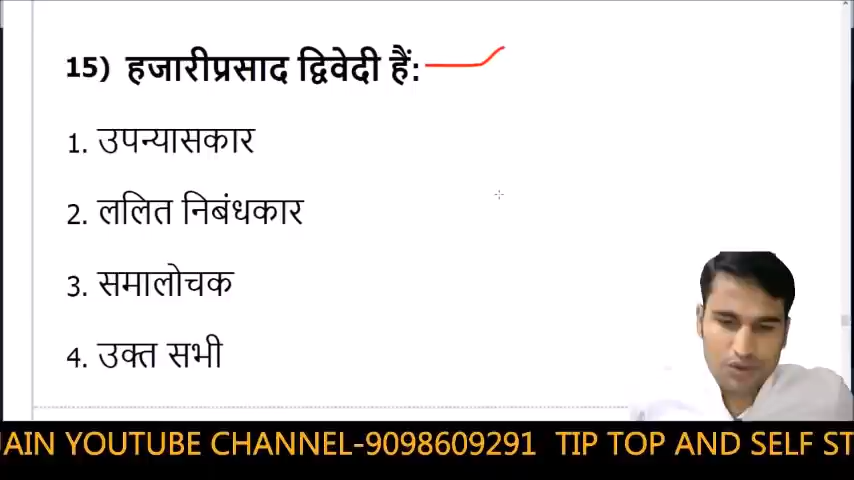 15) हजारीप्रसाद द्विवेदी हैं:
1. उपन्यासकार
2. ललित निबंधकार
3. समालोचक
4. उक्त सभी
JAIN YOUTUBE CHANNEL-9098609291 TIP TOP AND SELF ST